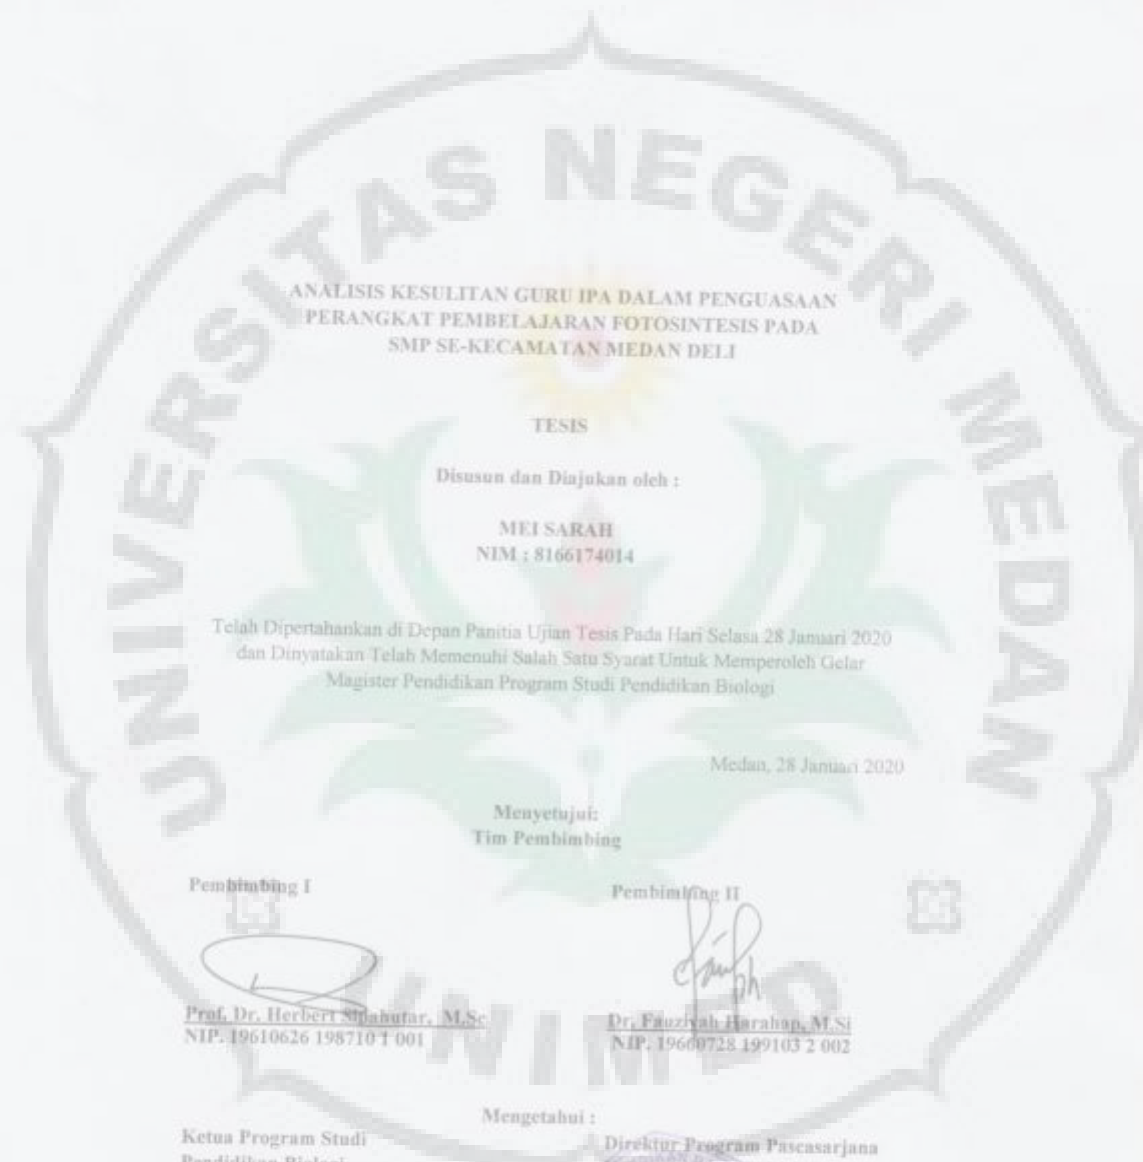 UNIVERSITAS NEGERI MEDAN
ANALISIS KESULITAN GURU IPA DALAM PENGUASAAN
PERANGKAT PEMBELAJARAN FOTOSINTESIS PADA
SMP SE-KECAMATAN MEDAN DELI
TESIS
Disusun dan Diajukan oleh :
MEI SARAH
NIM : 8166174014
Telah Dipertahankan di Depan Panitia Ujian Tesis Pada Hari Selasa 28 Januari 2020
dan Dinyatakan Telah Memenuhi Salah Satu Syarat Untuk Memperoleh Gelar
Magister Pendidikan Program Studi Pendidikan Biologi
Medan, 28 Januari 2020
Menyetujui:
Tim Pembimbing
Pembimbing I
Pembimbing II
Prof. Dr. Herbert Sipahutar, M.Sc
Dr. Fauziyah Harahap, M.Si
NIP. 19610626 198710 1 001
NIP. 19660728 199103 2 002
UNIMED
Mengetahui :
Ketua Program Studi
Direktur Program Pascasarjana
Pendidikan Biologi